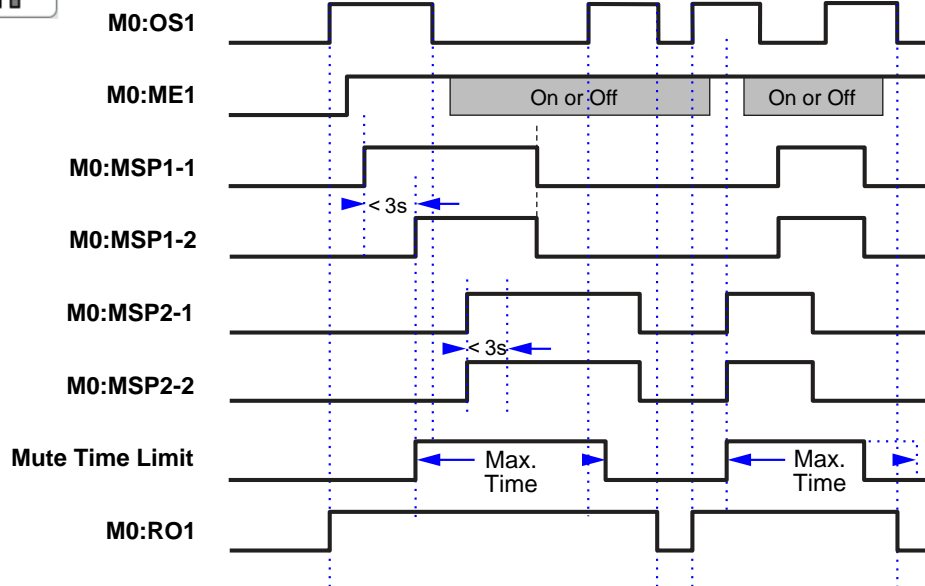 M0:OS1
M0:ME1
On or Off
On or Off
M0:MSP1-1
< 3s
M0:MSP1-2
M0:MSP2-1
< 3s
M0:MSP2-2
Mute Time Limit
Max.
Time
Max.
Time
M0:RO1